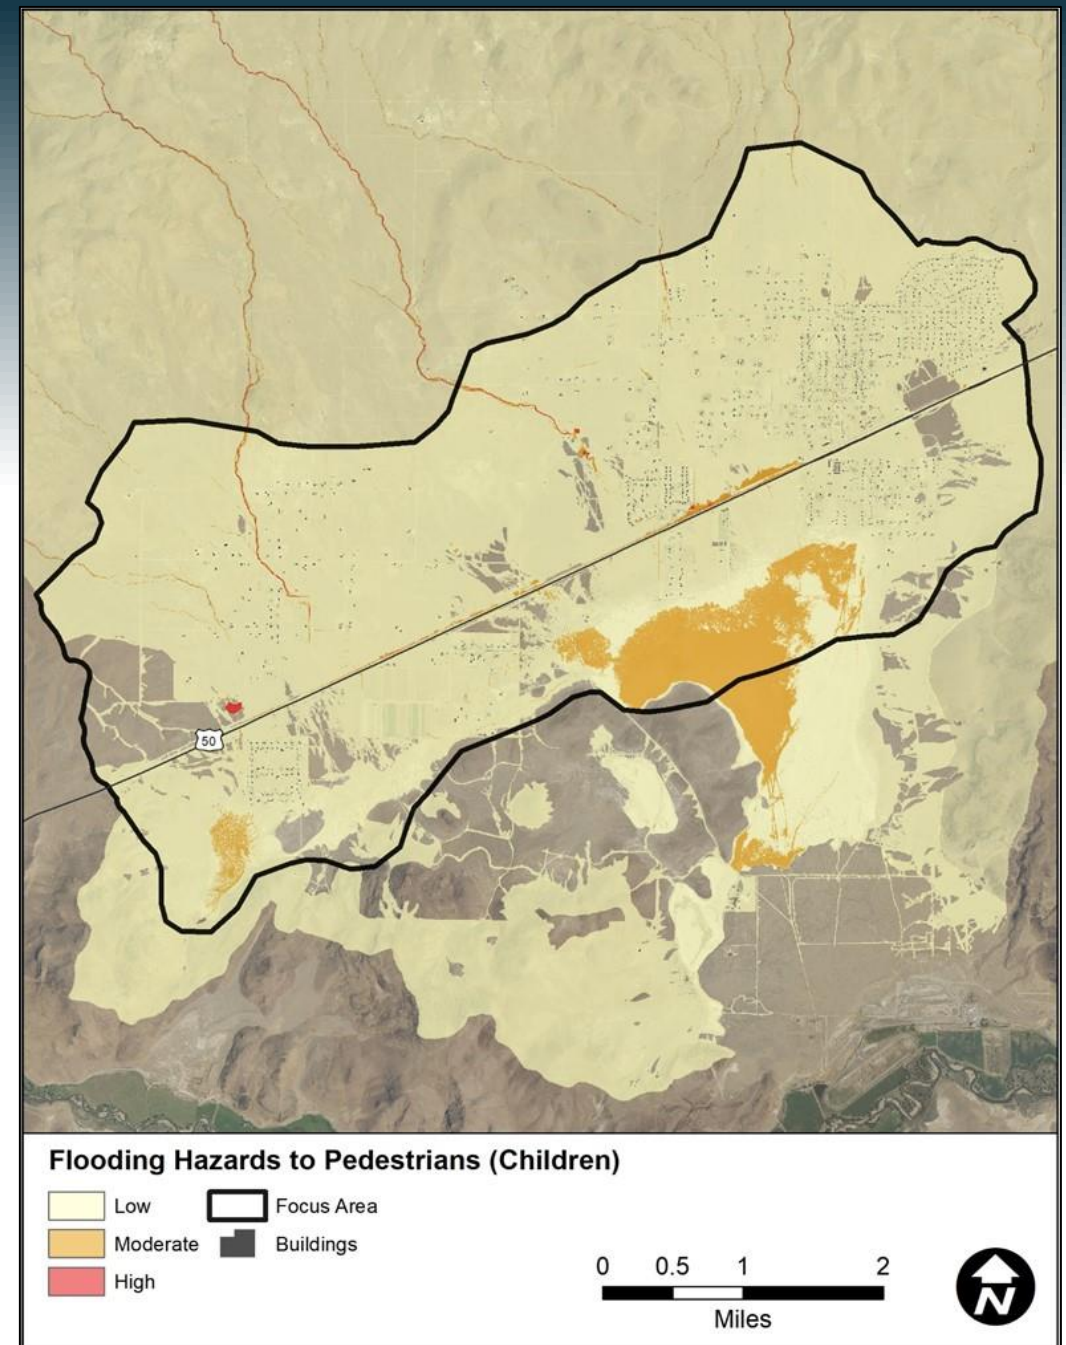 50
Flooding Hazards to Pedestrians (Children)
Low
Focus Area
Moderate
Buildings
High
0 0.5 1 2
Miles
N